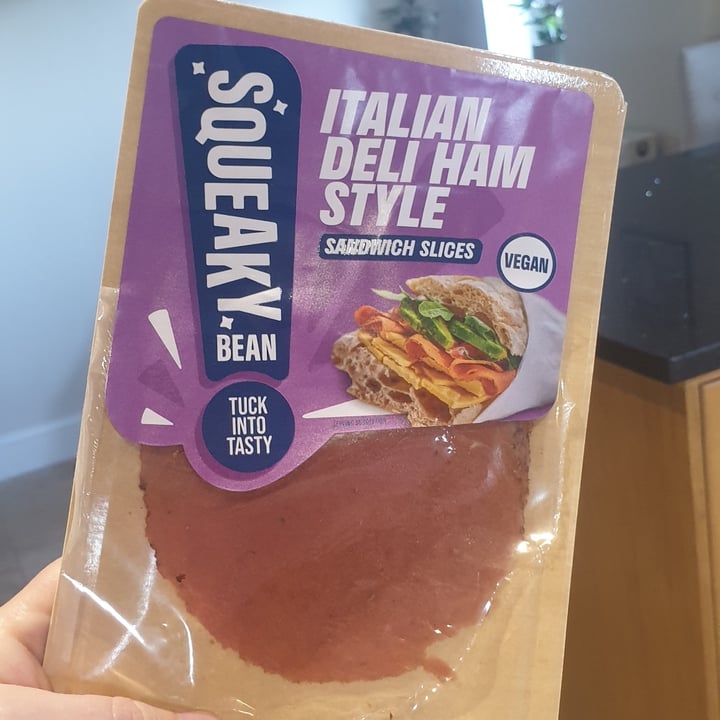 SQUEAKY
BEAN
ITALIAN
DELI HAM
STYLE
SANDWICH SLICES
VEGAN
TUCK
INTO
TASTY